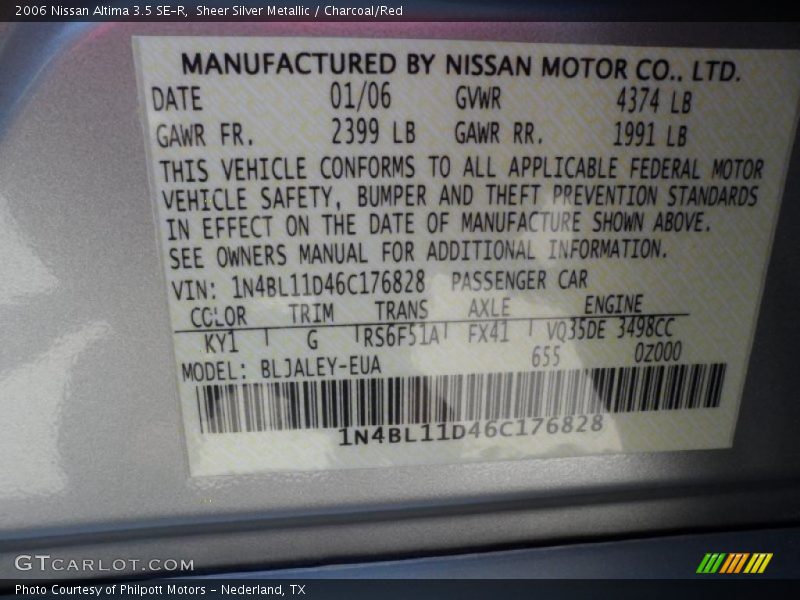 2006 Nissan Altima 3.5 SE-R, Sheer Silver Metallic / Charcoal/Red
MANUFACTURED BY NISSAN MOTOR CO., LTD.
DATE 01/06 GVWR 4374 LB
GAWR FR. 2399 LB GAWR RR. 1991 LB
THIS VEHICLE CONFORMS TO ALL APPLICABLE FEDERAL MOTOR
VEHICLE SAFETY, BUMPER AND THEFT PREVENTION STANDARDS
IN EFFECT ON THE DATE OF MANUFACTURE SHOWN ABOVE.
SEE OWNERS MANUAL FOR ADDITIONAL INFORMATION.
VIN: 1N4BL11D46C176828 PASSENGER CAR
COLOR TRIM TRANS AXLE ENGINE
KY1 G RS6F51A FX41 VQ35DE 3498CC
655 0Z000
MODEL: BLJALEY-EUA
1N4BL11D46C176828
GTCARLOT.COM
Photo Courtesy of Philpott Motors - Nederland, TX